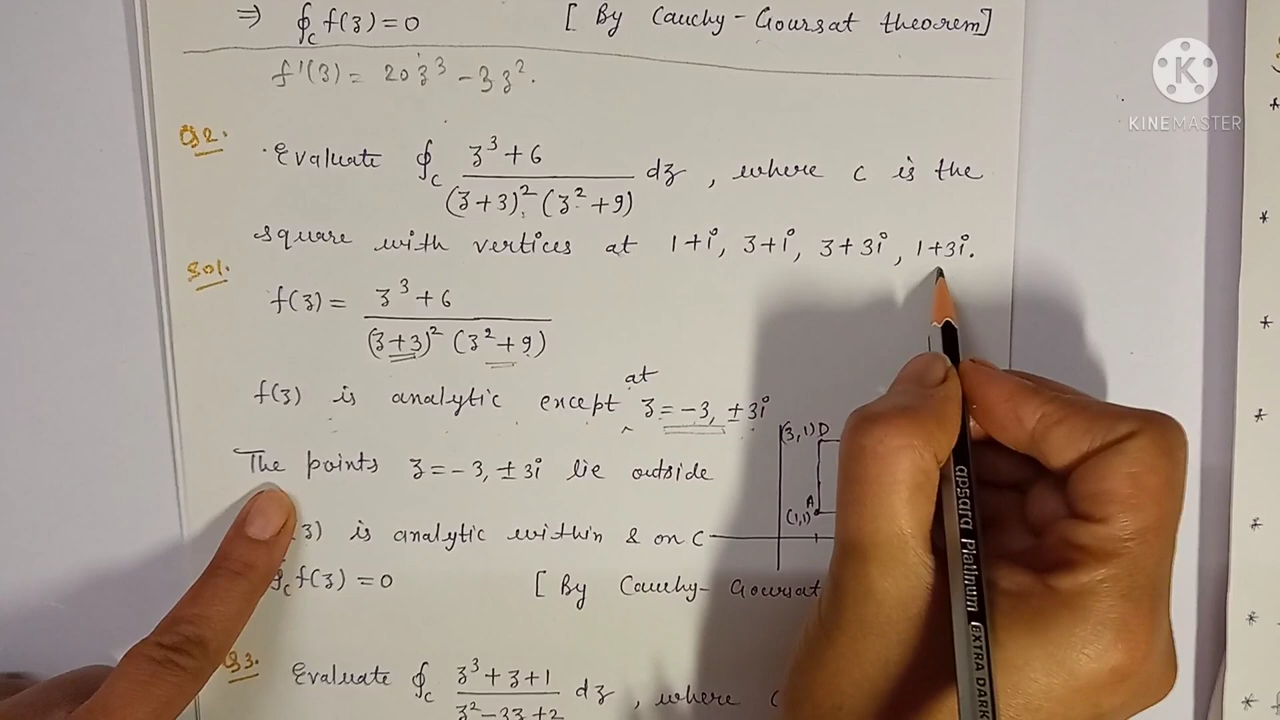 ⇒ ∮c f(z) = 0 [ By Cauchy - Goursat theorem]
f'(z) = 20z³ - 3z².
KINEMASTER
Q2. Evaluate ∮c (z³+6)/((z+3)²(z²+9)) dz, where c is the
square with vertices at 1+i, 3+i, 3+3i, 1+3i.
Sol. f(z) = (z³+6)/((z+3)²(z²+9))
at
f(z) is analytic except z = -3, ±3i
The points z = -3, ±3i lie outside
(3,1) D
A
(1,1)
z) is analytic within & on C
∮c f(z) = 0 [ By Cauchy- Goursat
Q3. Evaluate ∮c (z³+z+1)/(z²-3z+2) dz, where c
apsara Platinum EXTRA DARK